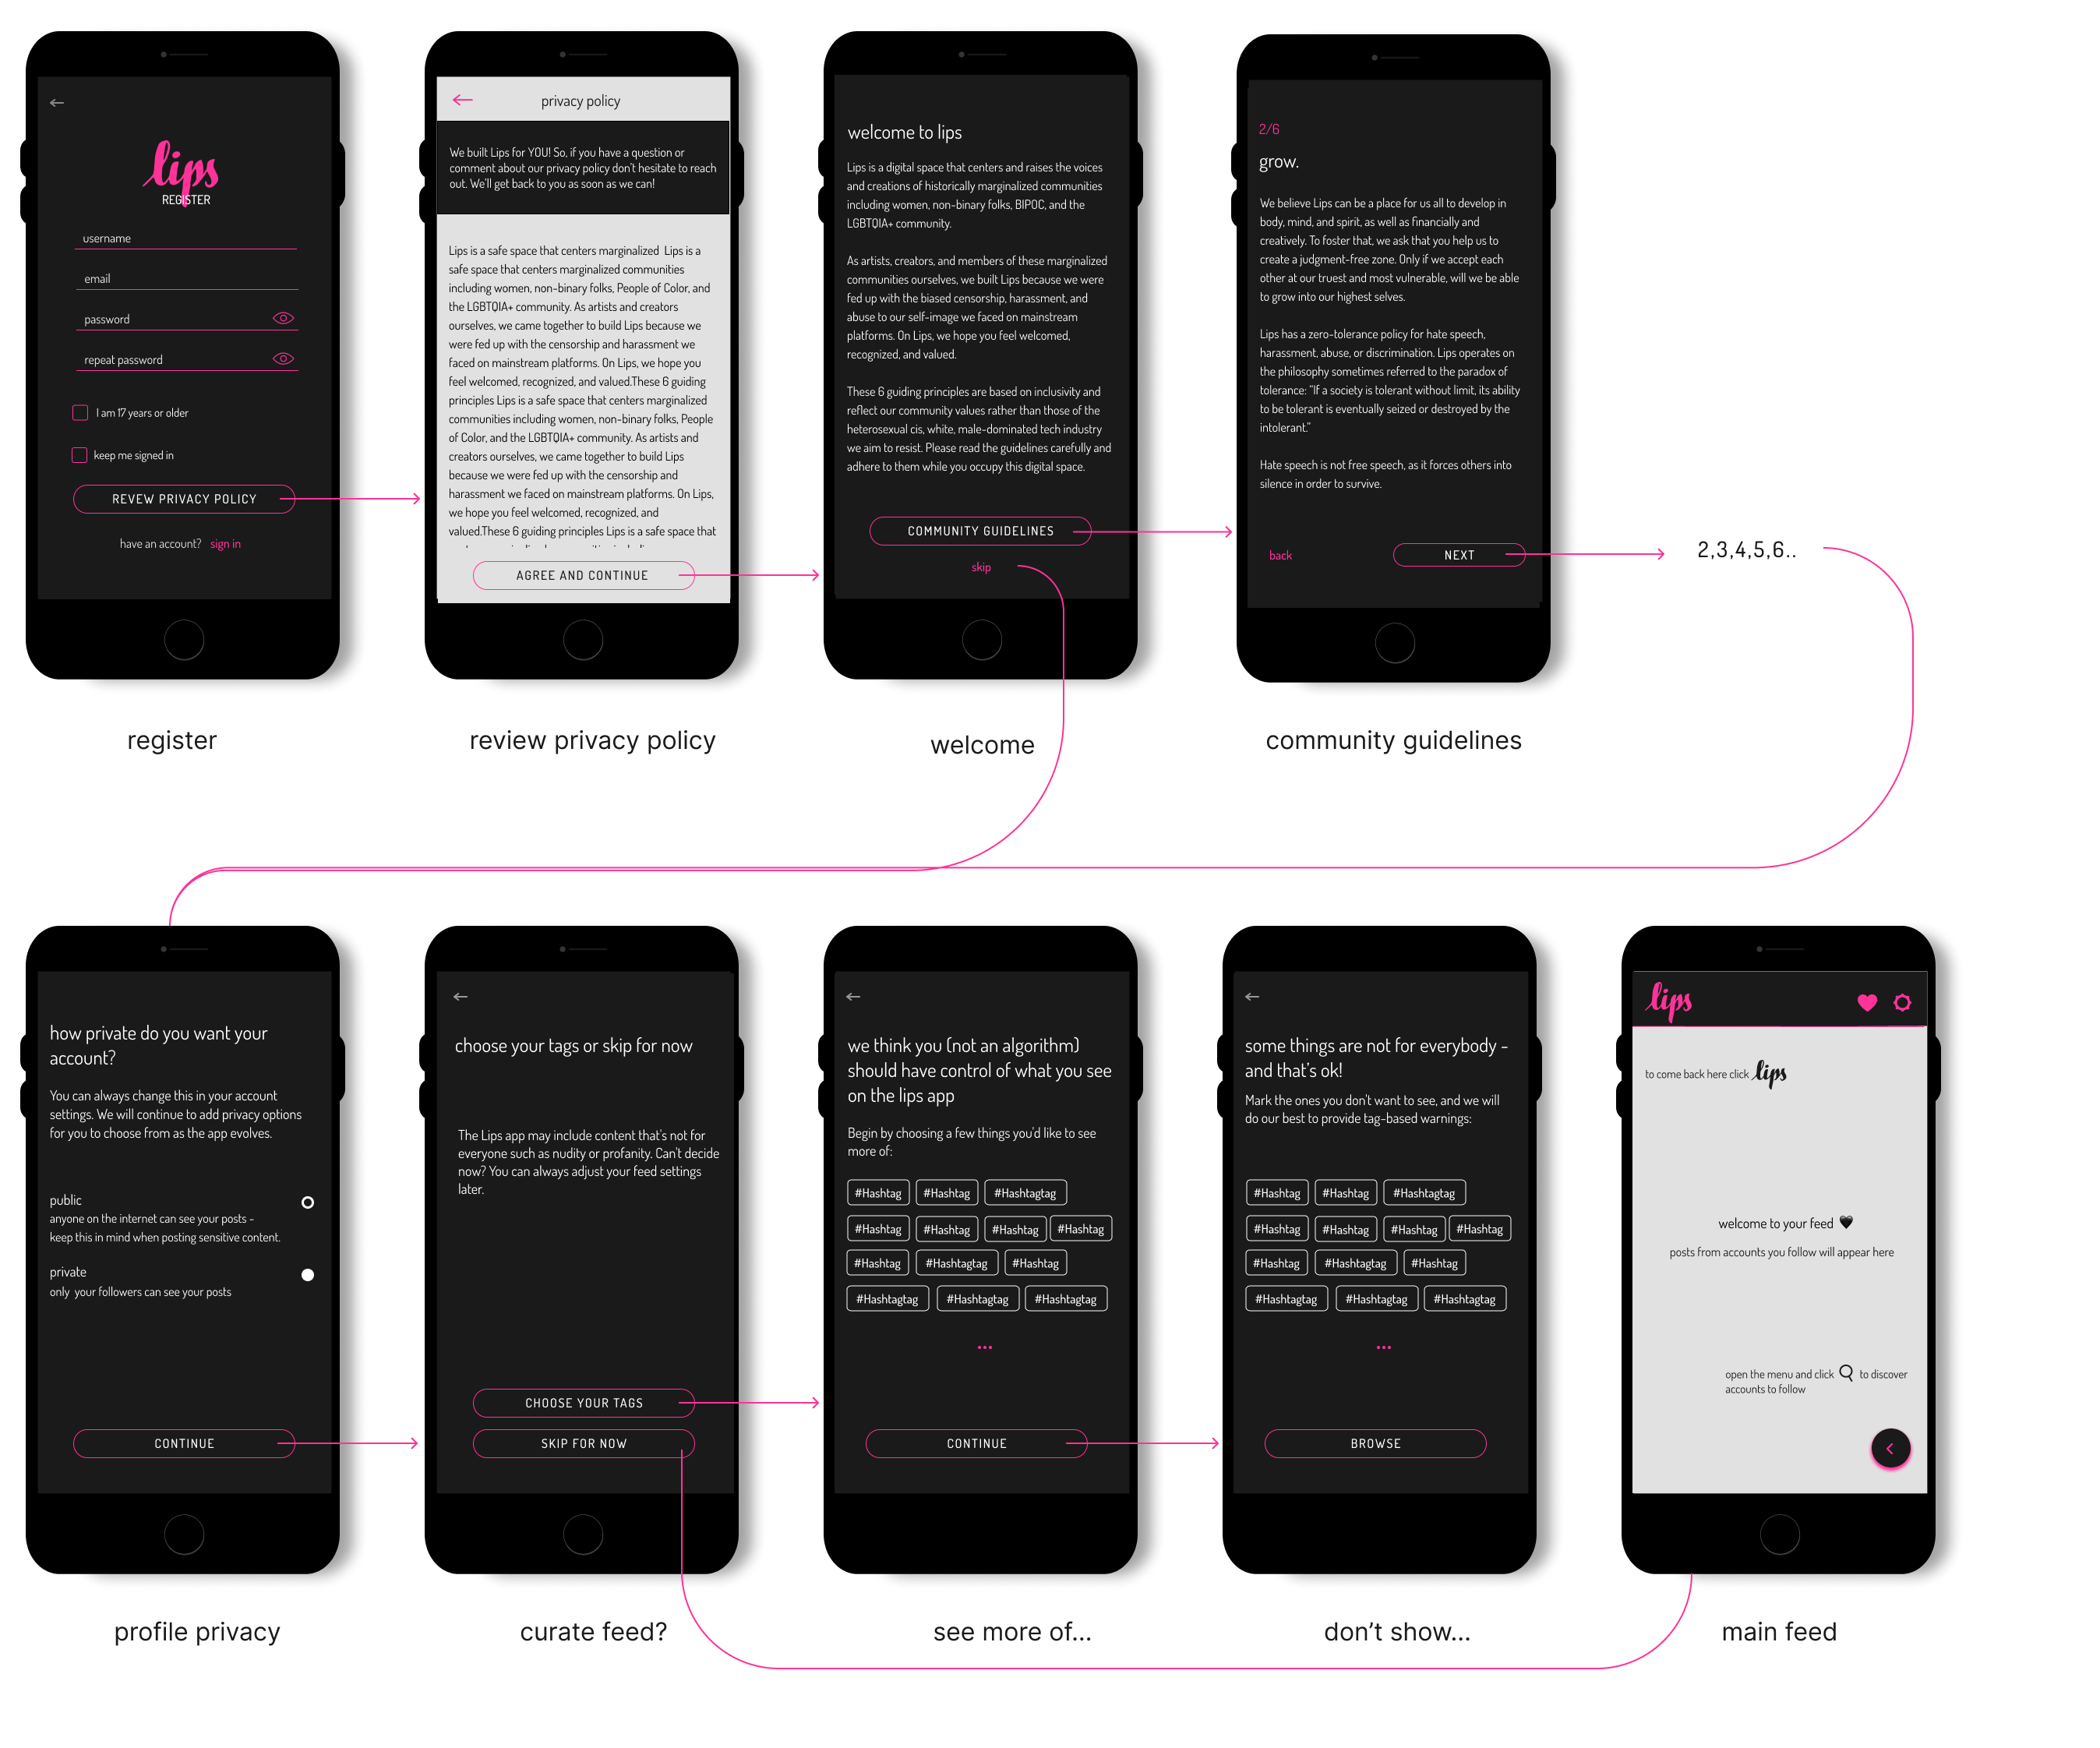 lips
REGISTER
username
email
password
repeat password
I am 17 years or older
keep me signed in
REVEW PRIVACY POLICY
have an account? sign in
register
privacy policy
We built Lips for YOU! So, if you have a question or
comment about our privacy policy don't hesitate to reach
out. We'll get back to you as soon as we can!
Lips is a safe space that centers marginalized Lips is a
safe space that centers marginalized communities
including women, non-binary folks, People of Color, and
the LGBTQIA+ community. As artists and creators
ourselves, we came together to build Lips because we
were fed up with the censorship and harassment we
faced on mainstream platforms. On Lips, we hope you
feel welcomed, recognized, and valued.These 6 guiding
principles Lips is a safe space that centers marginalized
communities including women, non-binary folks, People
of Color, and the LGBTQIA+ community. As artists and
creators ourselves, we came together to build Lips
because we were fed up with the censorship and
harassment we faced on mainstream platforms. On Lips,
we hope you feel welcomed, recognized, and
valued.These 6 guiding principles Lips is a safe space that
AGREE AND CONTINUE
review privacy policy
welcome to lips
Lips is a digital space that centers and raises the voices
and creations of historically marginalized communities
including women, non-binary folks, BIPOC, and the
LGBTQIA+ community.
As artists, creators, and members of these marginalized
communities ourselves, we built Lips because we were
fed up with the biased censorship, harassment, and
abuse to our self-image we faced on mainstream
platforms. On Lips, we hope you feel welcomed,
recognized, and valued.
These 6 guiding principles are based on inclusivity and
reflect our community values rather than those of the
heterosexual cis, white, male-dominated tech industry
we aim to resist. Please read the guidelines carefully and
adhere to them while you occupy this digital space.
COMMUNITY GUIDELINES
skip
welcome
2/6
grow.
We believe Lips can be a place for us all to develop in
body, mind, and spirit, as well as financially and
creatively. To foster that, we ask that you help us to
create a judgment-free zone. Only if we accept each
other at our truest and most vulnerable, will we be able
to grow into our highest selves.
Lips has a zero-tolerance policy for hate speech,
harassment, abuse, or discrimination. Lips operates on
the philosophy sometimes referred to the paradox of
tolerance: "If a society is tolerant without limit, its ability
to be tolerant is eventually seized or destroyed by the
intolerant."
Hate speech is not free speech, as it forces others into
silence in order to survive.
back
NEXT
community guidelines
2,3,4,5,6..
how private do you want your
account?
You can always change this in your account
settings. We will continue to add privacy options
for you to choose from as the app evolves.
public
anyone on the internet can see your posts -
keep this in mind when posting sensitive content.
private
only your followers can see your posts
CONTINUE
profile privacy
choose your tags or skip for now
The Lips app may include content that's not for
everyone such as nudity or profanity. Can't decide
now? You can always adjust your feed settings
later.
CHOOSE YOUR TAGS
SKIP FOR NOW
curate feed?
we think you (not an algorithm)
should have control of what you see
on the lips app
Begin by choosing a few things you'd like to see
more of:
#Hashtag #Hashtag #Hashtagtag
#Hashtag #Hashtag #Hashtag #Hashtag
#Hashtag #Hashtagtag #Hashtag
#Hashtagtag #Hashtagtag #Hashtagtag
...
CONTINUE
see more of...
some things are not for everybody -
and that's ok!
Mark the ones you don't want to see, and we will
do our best to provide tag-based warnings:
#Hashtag #Hashtag #Hashtagtag
#Hashtag #Hashtag #Hashtag #Hashtag
#Hashtag #Hashtagtag #Hashtag
#Hashtagtag #Hashtagtag #Hashtagtag
...
BROWSE
don't show...
lips
to come back here click lips
welcome to your feed 🖤
posts from accounts you follow will appear here
open the menu and click to discover
accounts to follow
main feed